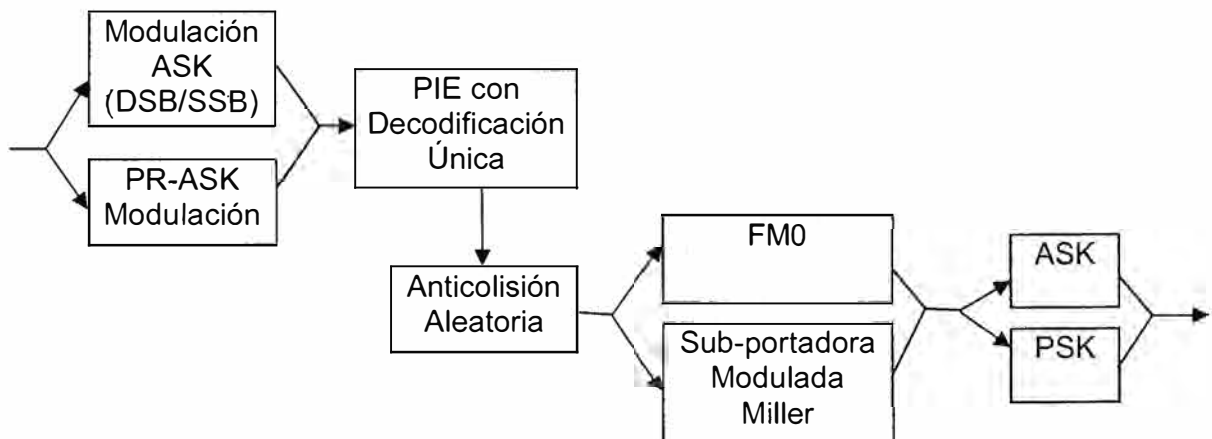 Modulación
ASK
(DSB/SSB)
PR-ASK
Modulación
PIE con
Decodificación
Única
Anticolisión
Aleatoria
FM0
Sub-portadora
Modulada
Miller
ASK
PSK